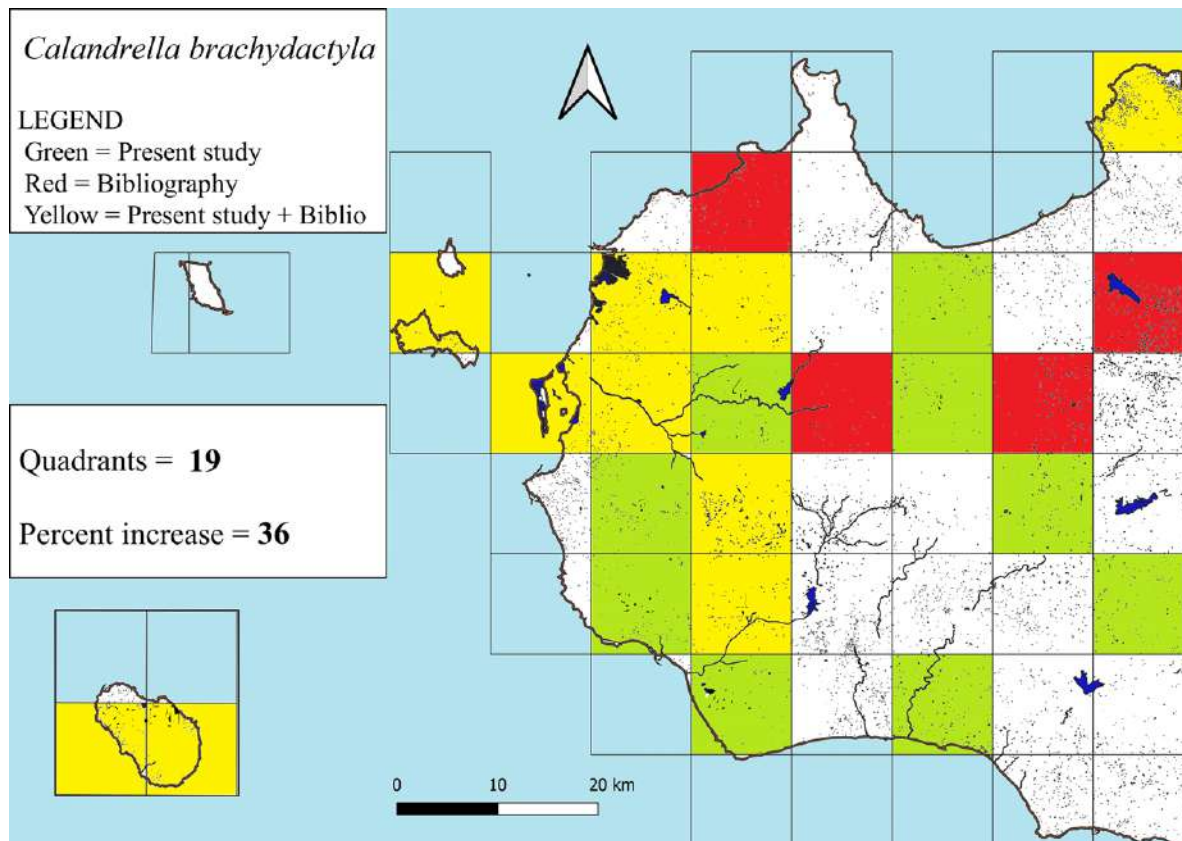 Calandrella brachydactyla
LEGEND
Green = Present study
Red = Bibliography
Yellow = Present study + Biblio
Quadrants = 19
Percent increase = 36
0 10 20 km